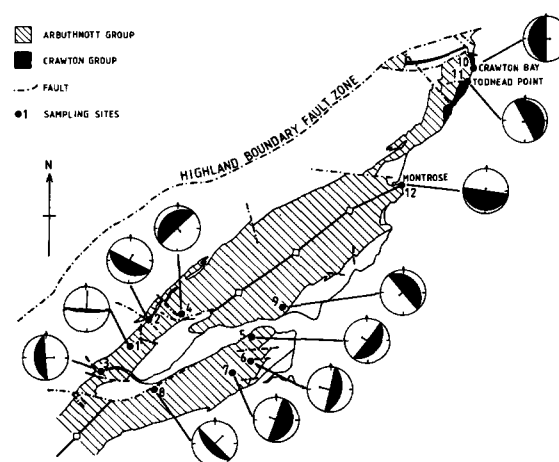 ARBUTHNOTT GROUP
CRAWTON GROUP
FAULT
1 SAMPLING SITES
N
HIGHLAND BOUNDARY FAULT ZONE
10
CRAWTON BAY
11
TODHEAD POINT
MONTROSE
12
4
2
9
1
5
3
6
7
8